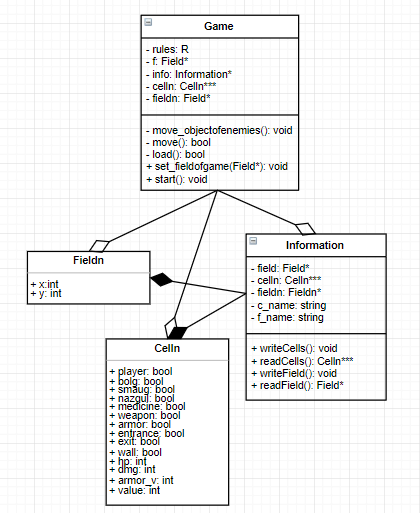 Game
- rules: R
- f: Field*
- info: Information*
- celln: Celln***
- fieldn: Field*
- move_objectofenemies(): void
- move(): bool
- load(): bool
+ set_fieldofgame(Field*): void
+ start(): void
Fieldn
+ x:int
+ y: int
Information
- field: Field*
- celln: Celln***
- fieldn: Fieldn*
- c_name: string
- f_name: string
+ writeCells(): void
+ readCells(): Celln***
+ writeField(): void
+ readField(): Field*
Celln
+ player: bool
+ bolg: bool
+ smaug: bool
+ nazgul: bool
+ medicine: bool
+ weapon: bool
+ armor: bool
+ entrance: bool
+ exit: bool
+ wall: bool
+ hp: int
+ dmg: int
+ armor_v: int
+ value: int